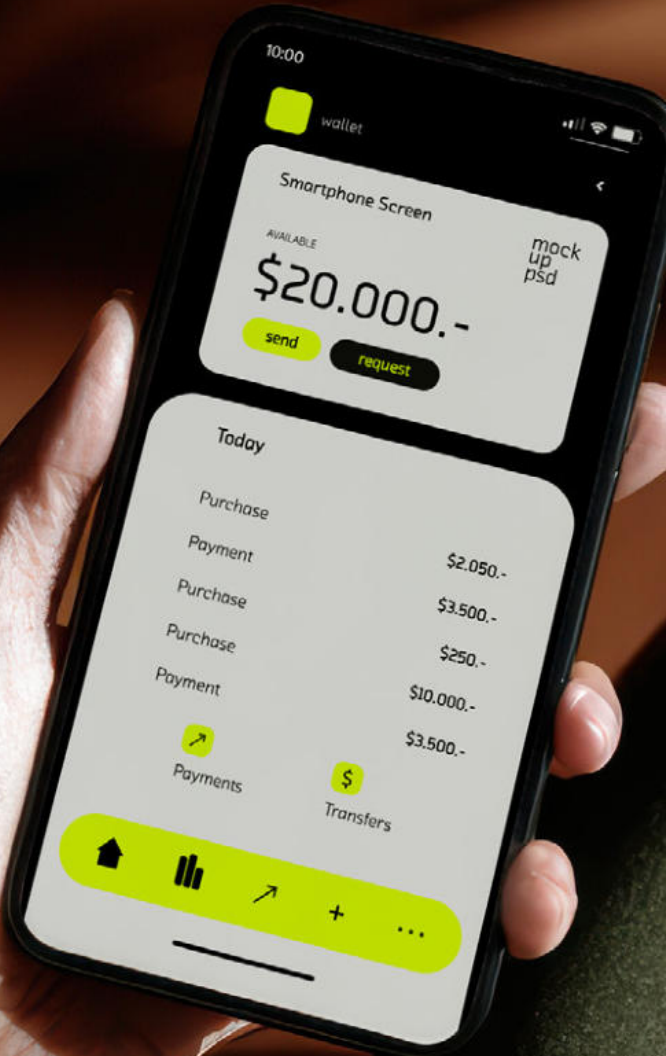 10:00
wallet
Smartphone Screen
mock
up
psd
AVAILABLE
$20.000.-
send
request
Today
Purchase $2.050.-
Payment $3.500.-
Purchase $250.-
Purchase $10.000.-
Payment $3.500.-
$
Payments
Transfers